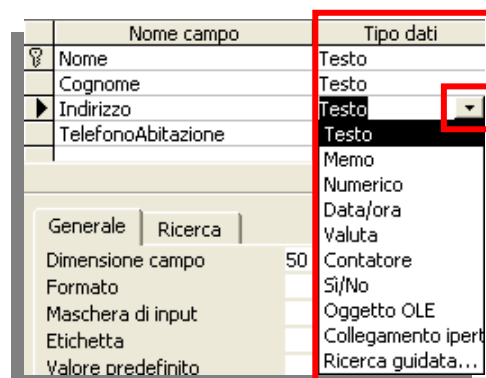 Nome campo Tipo dati
Nome Testo
Cognome Testo
Indirizzo Testo
TelefonoAbitazione Testo
Memo
Numerico
Data/ora
Generale Ricerca Valuta
Dimensione campo 50 Contatore
Formato Sì/No
Maschera di input Oggetto OLE
Etichetta Collegamento ipert
Valore predefinito Ricerca guidata...